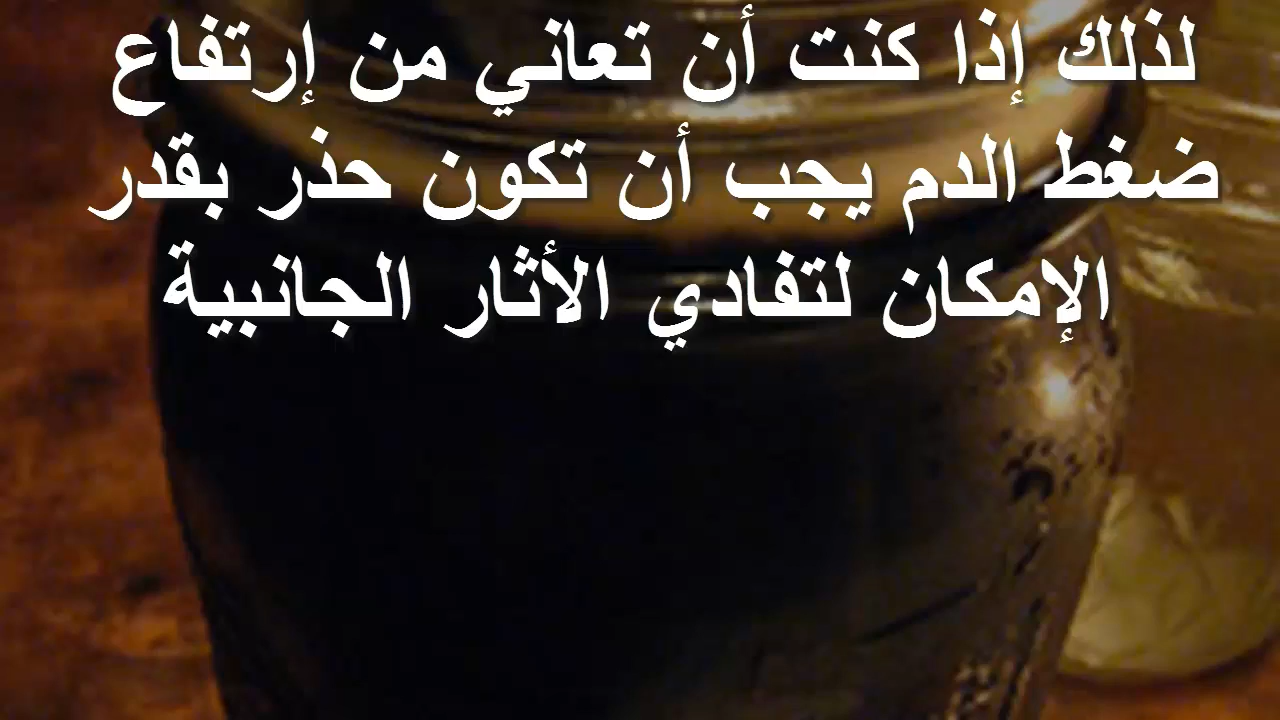 لذلك إذا كنت أن تعاني من إرتفاع
ضغط الدم يجب أن تكون حذر بقدر
الإمكان لتفادي الأثار الجانبية